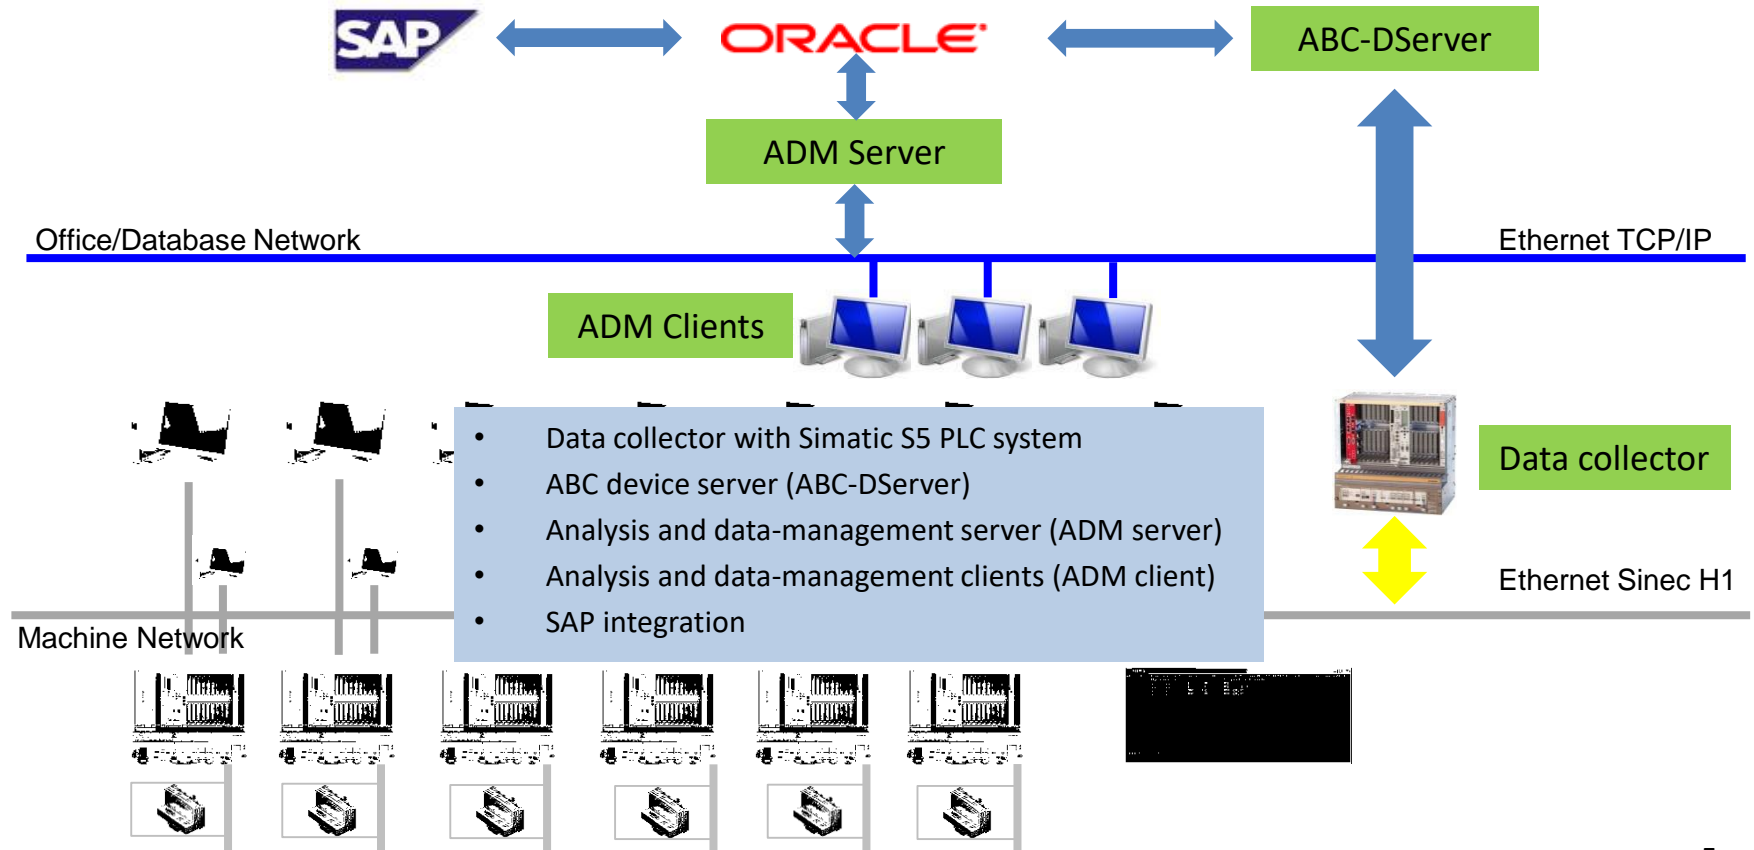 SAP
ORACLE
ABC-DServer
ADM Server
Office/Database Network
Ethernet TCP/IP
ADM Clients
• Data collector with Simatic S5 PLC system
• ABC device server (ABC-DServer)
• Analysis and data-management server (ADM server)
• Analysis and data-management clients (ADM client)
• SAP integration
Data collector
Ethernet Sinec H1
Machine Network